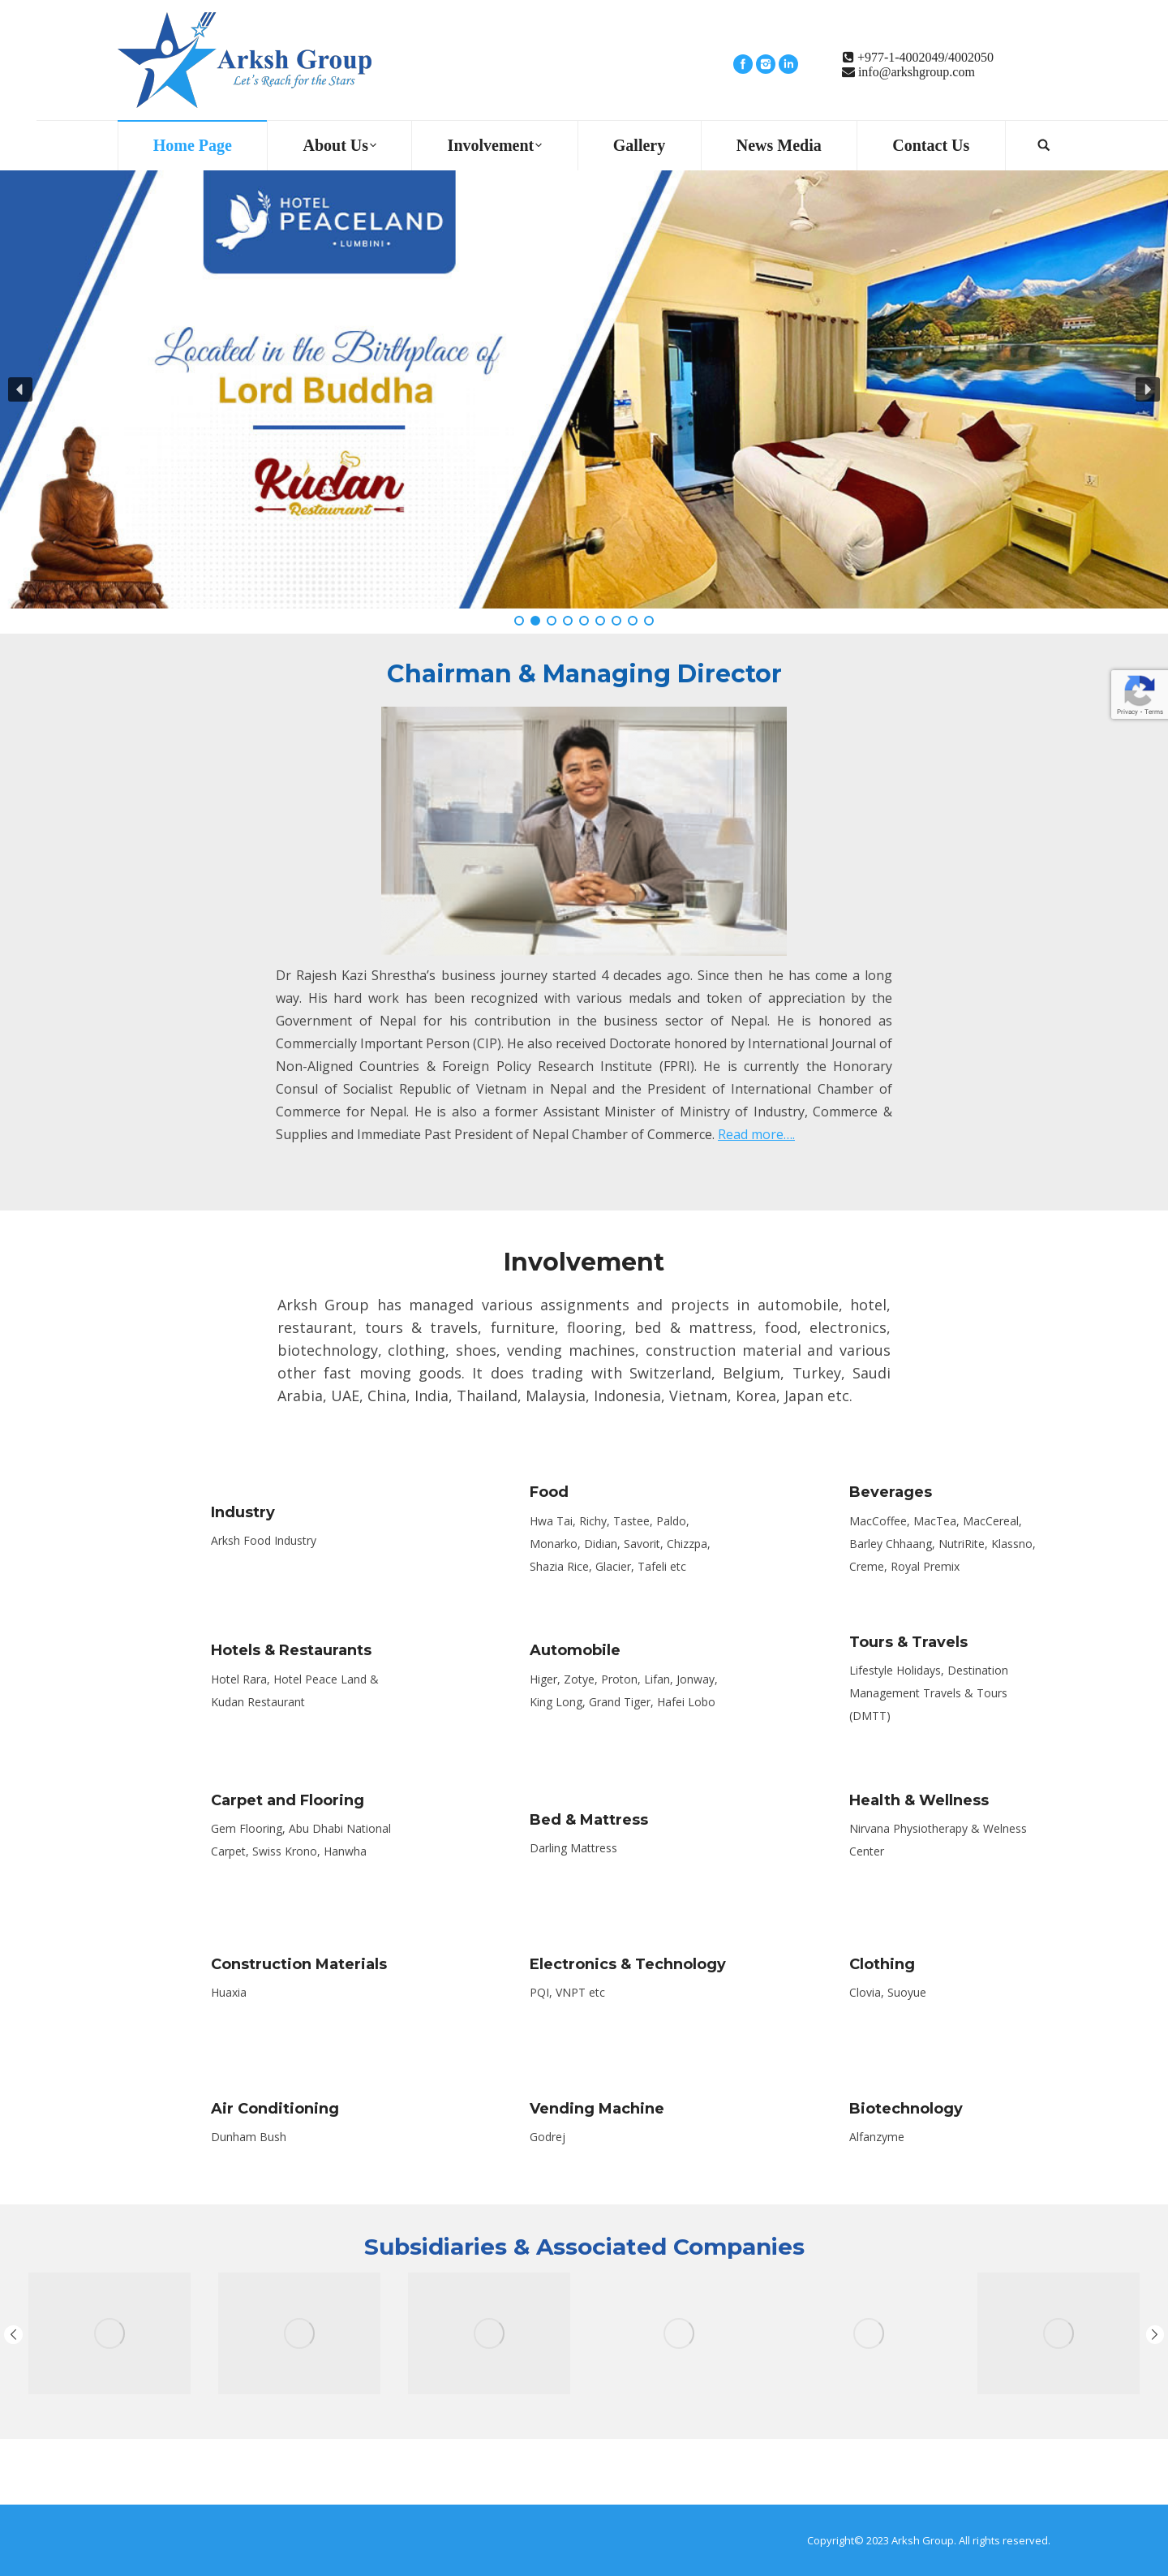 Arksh Group
Let's Reach for the Stars
+977-1-4002049/4002050
info@arkshgroup.com
Home Page
About Us
Involvement
Gallery
News Media
Contact Us
HOTEL
PEACELAND
• LUMBINI •
Located in the Birthplace of
Lord Buddha
Kudan
Restaurant
Chairman & Managing Director
Privacy - Terms
Dr Rajesh Kazi Shrestha’s business journey started 4 decades ago. Since then he has come a long
way. His hard work has been recognized with various medals and token of appreciation by the
Government of Nepal for his contribution in the business sector of Nepal. He is honored as
Commercially Important Person (CIP). He also received Doctorate honored by International Journal of
Non-Aligned Countries & Foreign Policy Research Institute (FPRI). He is currently the Honorary
Consul of Socialist Republic of Vietnam in Nepal and the President of International Chamber of
Commerce for Nepal. He is also a former Assistant Minister of Ministry of Industry, Commerce &
Supplies and Immediate Past President of Nepal Chamber of Commerce. Read more….
Involvement
Arksh Group has managed various assignments and projects in automobile, hotel,
restaurant, tours & travels, furniture, flooring, bed & mattress, food, electronics,
biotechnology, clothing, shoes, vending machines, construction material and various
other fast moving goods. It does trading with Switzerland, Belgium, Turkey, Saudi
Arabia, UAE, China, India, Thailand, Malaysia, Indonesia, Vietnam, Korea, Japan etc.
Industry
Arksh Food Industry
Food
Hwa Tai, Richy, Tastee, Paldo,
Monarko, Didian, Savorit, Chizzpa,
Shazia Rice, Glacier, Tafeli etc
Beverages
MacCoffee, MacTea, MacCereal,
Barley Chhaang, NutriRite, Klassno,
Creme, Royal Premix
Hotels & Restaurants
Hotel Rara, Hotel Peace Land &
Kudan Restaurant
Automobile
Higer, Zotye, Proton, Lifan, Jonway,
King Long, Grand Tiger, Hafei Lobo
Tours & Travels
Lifestyle Holidays, Destination
Management Travels & Tours
(DMTT)
Carpet and Flooring
Gem Flooring, Abu Dhabi National
Carpet, Swiss Krono, Hanwha
Bed & Mattress
Darling Mattress
Health & Wellness
Nirvana Physiotherapy & Welness
Center
Construction Materials
Huaxia
Electronics & Technology
PQI, VNPT etc
Clothing
Clovia, Suoyue
Air Conditioning
Dunham Bush
Vending Machine
Godrej
Biotechnology
Alfanzyme
Subsidiaries & Associated Companies
Copyright© 2023 Arksh Group. All rights reserved.